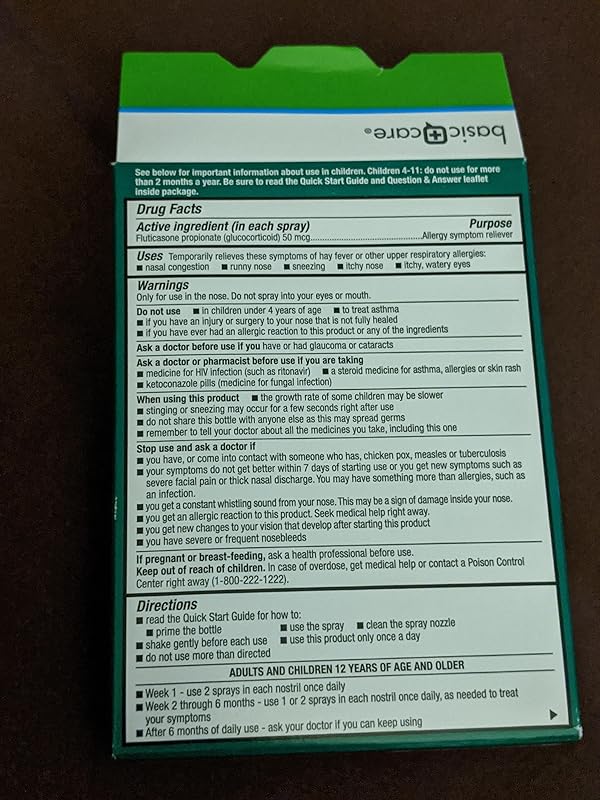 basic care®
See below for important information about use in children. Children 4-11: do not use for more
than 2 months a year. Be sure to read the Quick Start Guide and Question & Answer leaflet
inside package.
Drug Facts
Active ingredient (in each spray) Purpose
Fluticasone propionate (glucocorticoid) 50 mcg...............................Allergy symptom reliever
Uses Temporarily relieves these symptoms of hay fever or other upper respiratory allergies:
■ nasal congestion ■ runny nose ■ sneezing ■ itchy nose ■ itchy, watery eyes
Warnings
Only for use in the nose. Do not spray into your eyes or mouth.
Do not use ■ in children under 4 years of age ■ to treat asthma
■ if you have an injury or surgery to your nose that is not fully healed
■ if you have ever had an allergic reaction to this product or any of the ingredients
Ask a doctor before use if you have or had glaucoma or cataracts
Ask a doctor or pharmacist before use if you are taking
■ medicine for HIV infection (such as ritonavir) ■ a steroid medicine for asthma, allergies or skin rash
■ ketoconazole pills (medicine for fungal infection)
When using this product ■ the growth rate of some children may be slower
■ stinging or sneezing may occur for a few seconds right after use
■ do not share this bottle with anyone else as this may spread germs
■ remember to tell your doctor about all the medicines you take, including this one
Stop use and ask a doctor if
■ you have, or come into contact with someone who has, chicken pox, measles or tuberculosis
■ your symptoms do not get better within 7 days of starting use or you get new symptoms such as
severe facial pain or thick nasal discharge. You may have something more than allergies, such as
an infection.
■ you get a constant whistling sound from your nose. This may be a sign of damage inside your nose.
■ you get an allergic reaction to this product. Seek medical help right away.
■ you get new changes to your vision that develop after starting this product
■ you have severe or frequent nosebleeds
If pregnant or breast-feeding, ask a health professional before use.
Keep out of reach of children. In case of overdose, get medical help or contact a Poison Control
Center right away (1-800-222-1222).
Directions
■ read the Quick Start Guide for how to:
■ prime the bottle ■ use the spray ■ clean the spray nozzle
■ shake gently before each use ■ use this product only once a day
■ do not use more than directed
ADULTS AND CHILDREN 12 YEARS OF AGE AND OLDER
■ Week 1 - use 2 sprays in each nostril once daily
■ Week 2 through 6 months - use 1 or 2 sprays in each nostril once daily, as needed to treat
your symptoms
■ After 6 months of daily use - ask your doctor if you can keep using